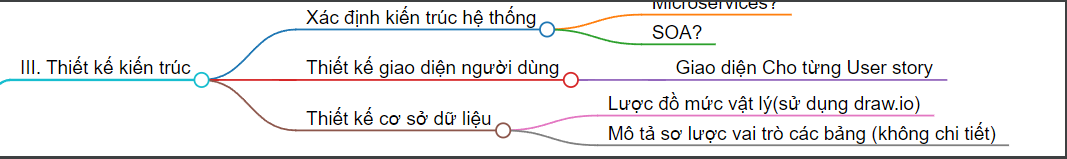 Microservices?
Xác định kiến trúc hệ thống
SOA?
III. Thiết kế kiến trúc
Thiết kế giao diện người dùng
Giao diện Cho từng User story
Thiết kế cơ sở dữ liệu
Lược đồ mức vật lý(sử dụng draw.io)
Mô tả sơ lược vai trò các bảng (không chi tiết)